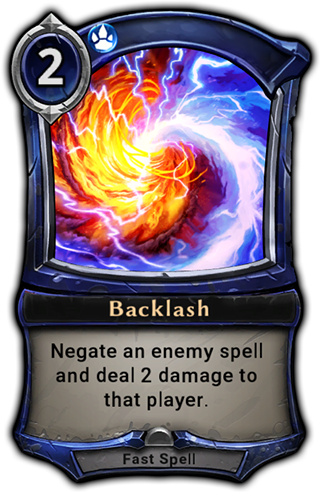 2
Backlash
Negate an enemy spell
and deal 2 damage to
that player.
Fast Spell